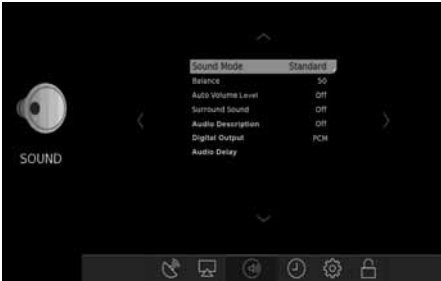 Sound Mode Standard
Balance 50
Auto Volume Level Off
Surround Sound Off
Audio Description Off
Digital Output PCM
Audio Delay
SOUND